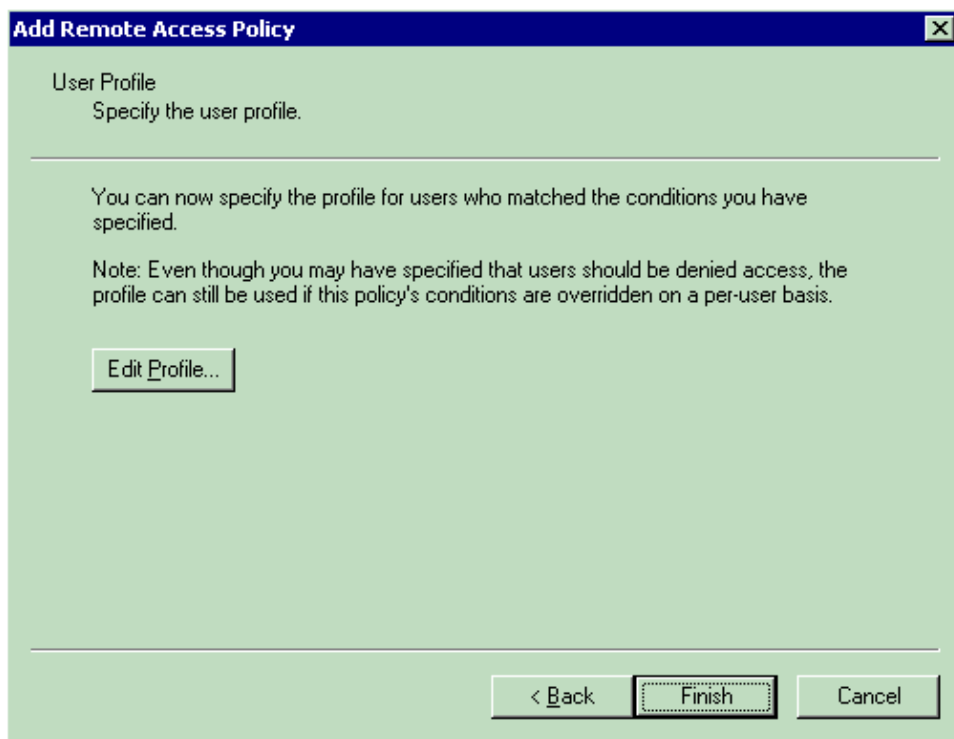 Add Remote Access Policy
User Profile
Specify the user profile.
You can now specify the profile for users who matched the conditions you have
specified.
Note: Even though you may have specified that users should be denied access, the
profile can still be used if this policy's conditions are overridden on a per-user basis.
Edit Profile...
< Back Finish Cancel